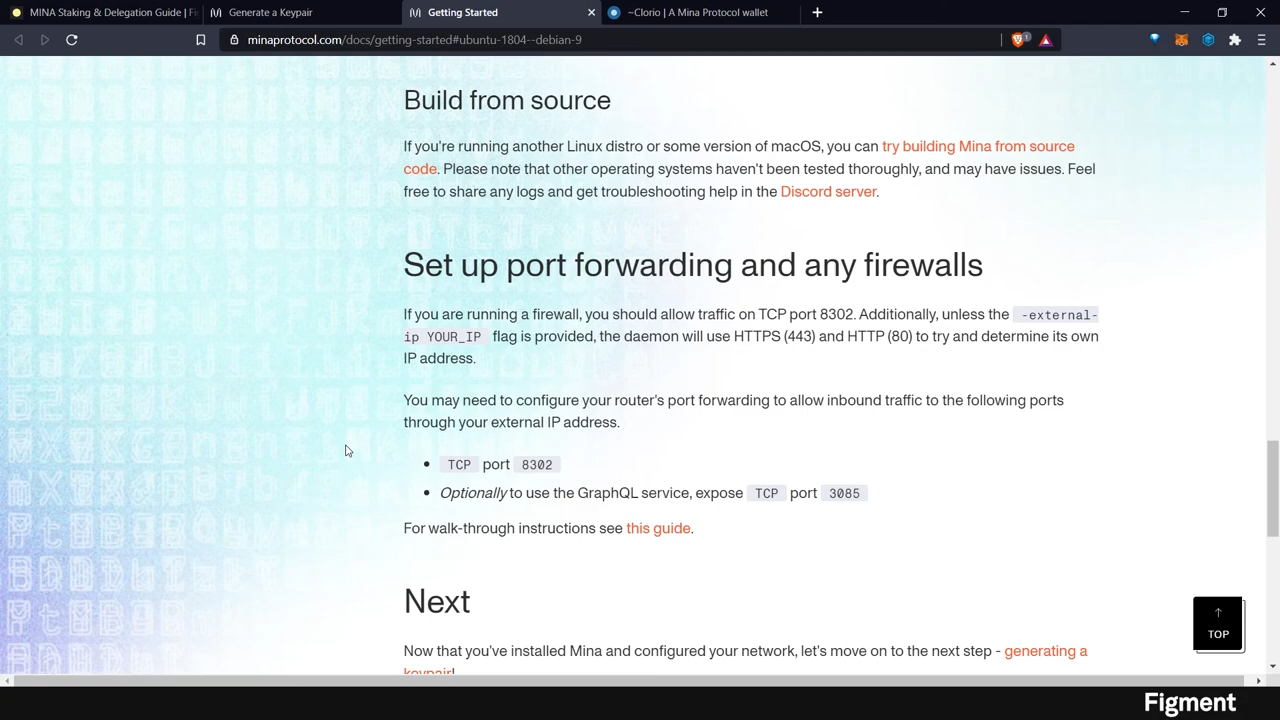 MINA Staking & Delegation Guide | Fi
Generate a Keypair
Getting Started
~Clorio | A Mina Protocol wallet
minaprotocol.com/docs/getting-started#ubuntu-1804--debian-9
1
Build from source
If you're running another Linux distro or some version of macOS, you can try building Mina from source
code. Please note that other operating systems haven't been tested thoroughly, and may have issues. Feel
free to share any logs and get troubleshooting help in the Discord server.
Set up port forwarding and any firewalls
If you are running a firewall, you should allow traffic on TCP port 8302. Additionally, unless the -external-
ip YOUR_IP flag is provided, the daemon will use HTTPS (443) and HTTP (80) to try and determine its own
IP address.
You may need to configure your router's port forwarding to allow inbound traffic to the following ports
through your external IP address.
• TCP port 8302
• Optionally to use the GraphQL service, expose TCP port 3085
For walk-through instructions see this guide.
Next
↑
TOP
Now that you've installed Mina and configured your network, let's move on to the next step - generating a
keypair!
Figment